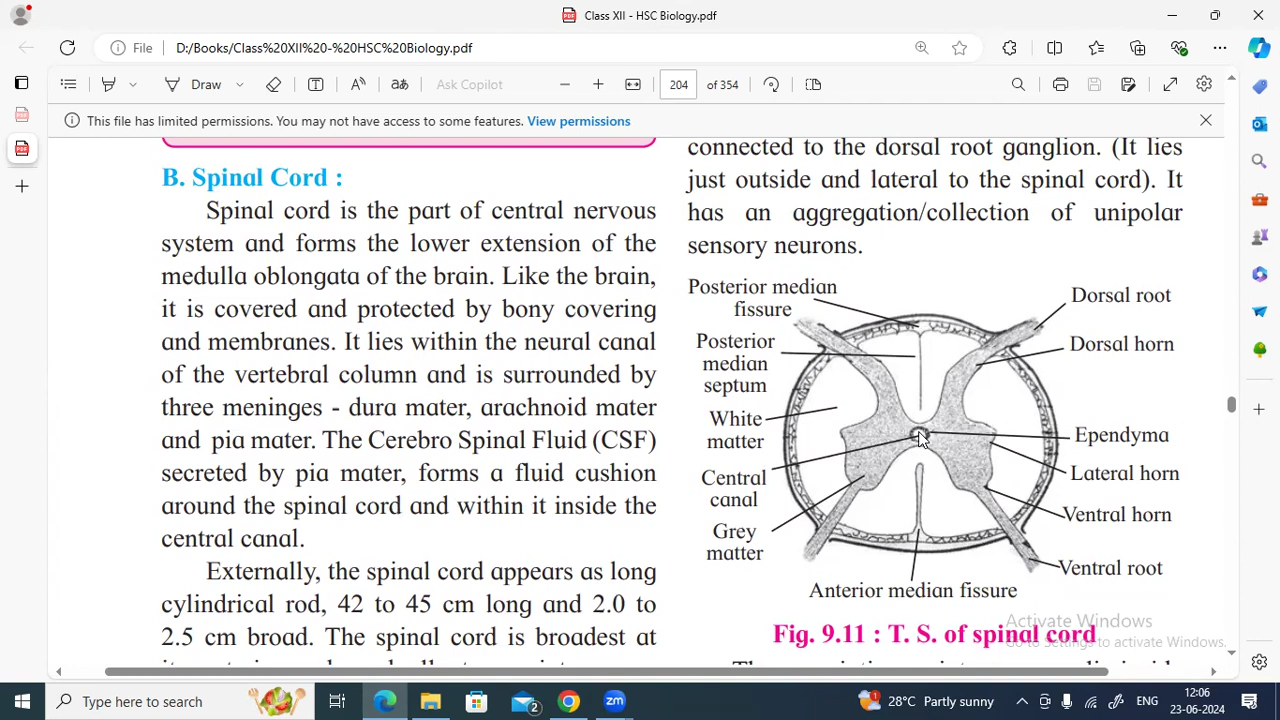 Class XII - HSC Biology.pdf
File
D:/Books/Class%20XII%20-%20HSC%20Biology.pdf
Draw
aあ
Ask Copilot
204
of 354
This file has limited permissions. You may not have access to some features. View permissions
B. Spinal Cord :
Spinal cord is the part of central nervous
system and forms the lower extension of the
medulla oblongata of the brain. Like the brain,
it is covered and protected by bony covering
and membranes. It lies within the neural canal
of the vertebral column and is surrounded by
three meninges - dura mater, arachnoid mater
and pia mater. The Cerebro Spinal Fluid (CSF)
secreted by pia mater, forms a fluid cushion
around the spinal cord and within it inside the
central canal.
Externally, the spinal cord appears as long
cylindrical rod, 42 to 45 cm long and 2.0 to
2.5 cm broad. The spinal cord is broadest at
connected to the dorsal root ganglion. (It lies
just outside and lateral to the spinal cord). It
has an aggregation/collection of unipolar
sensory neurons.
Posterior median
fissure
Posterior
median
septum
White
matter
Central
canal
Grey
matter
Dorsal root
Dorsal horn
Ependyma
Lateral horn
Ventral horn
Ventral root
Anterior median fissure
Fig. 9.11 : T. S. of spinal cord
Activate Windows
Go to Settings to activate Windows.
Type here to search
2
zm
1
28°C Partly sunny
ENG
12:06
23-06-2024